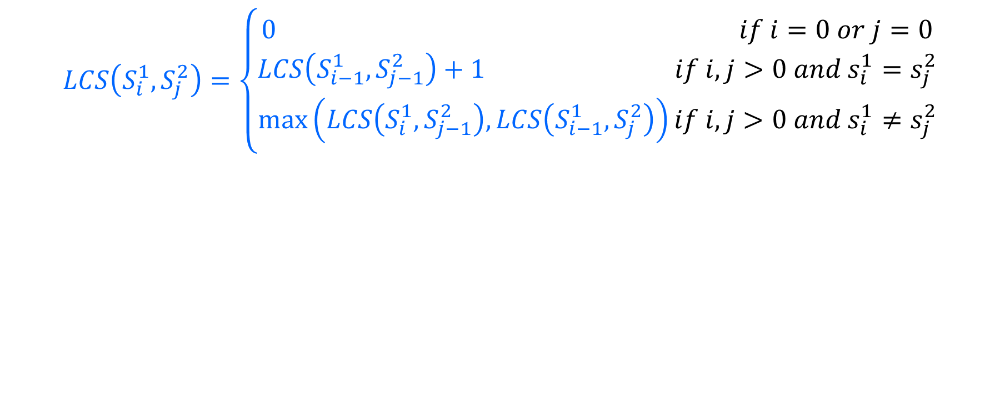 0 if i = 0 or j = 0
LCS(S_{i-1}^1, S_{j-1}^2) + 1 if i, j > 0 and s_i^1 = s_j^2
LCS(S_i^1, S_j^2) = {
max(LCS(S_i^1, S_{j-1}^2), LCS(S_{i-1}^1, S_j^2)) if i, j > 0 and s_i^1 ≠ s_j^2